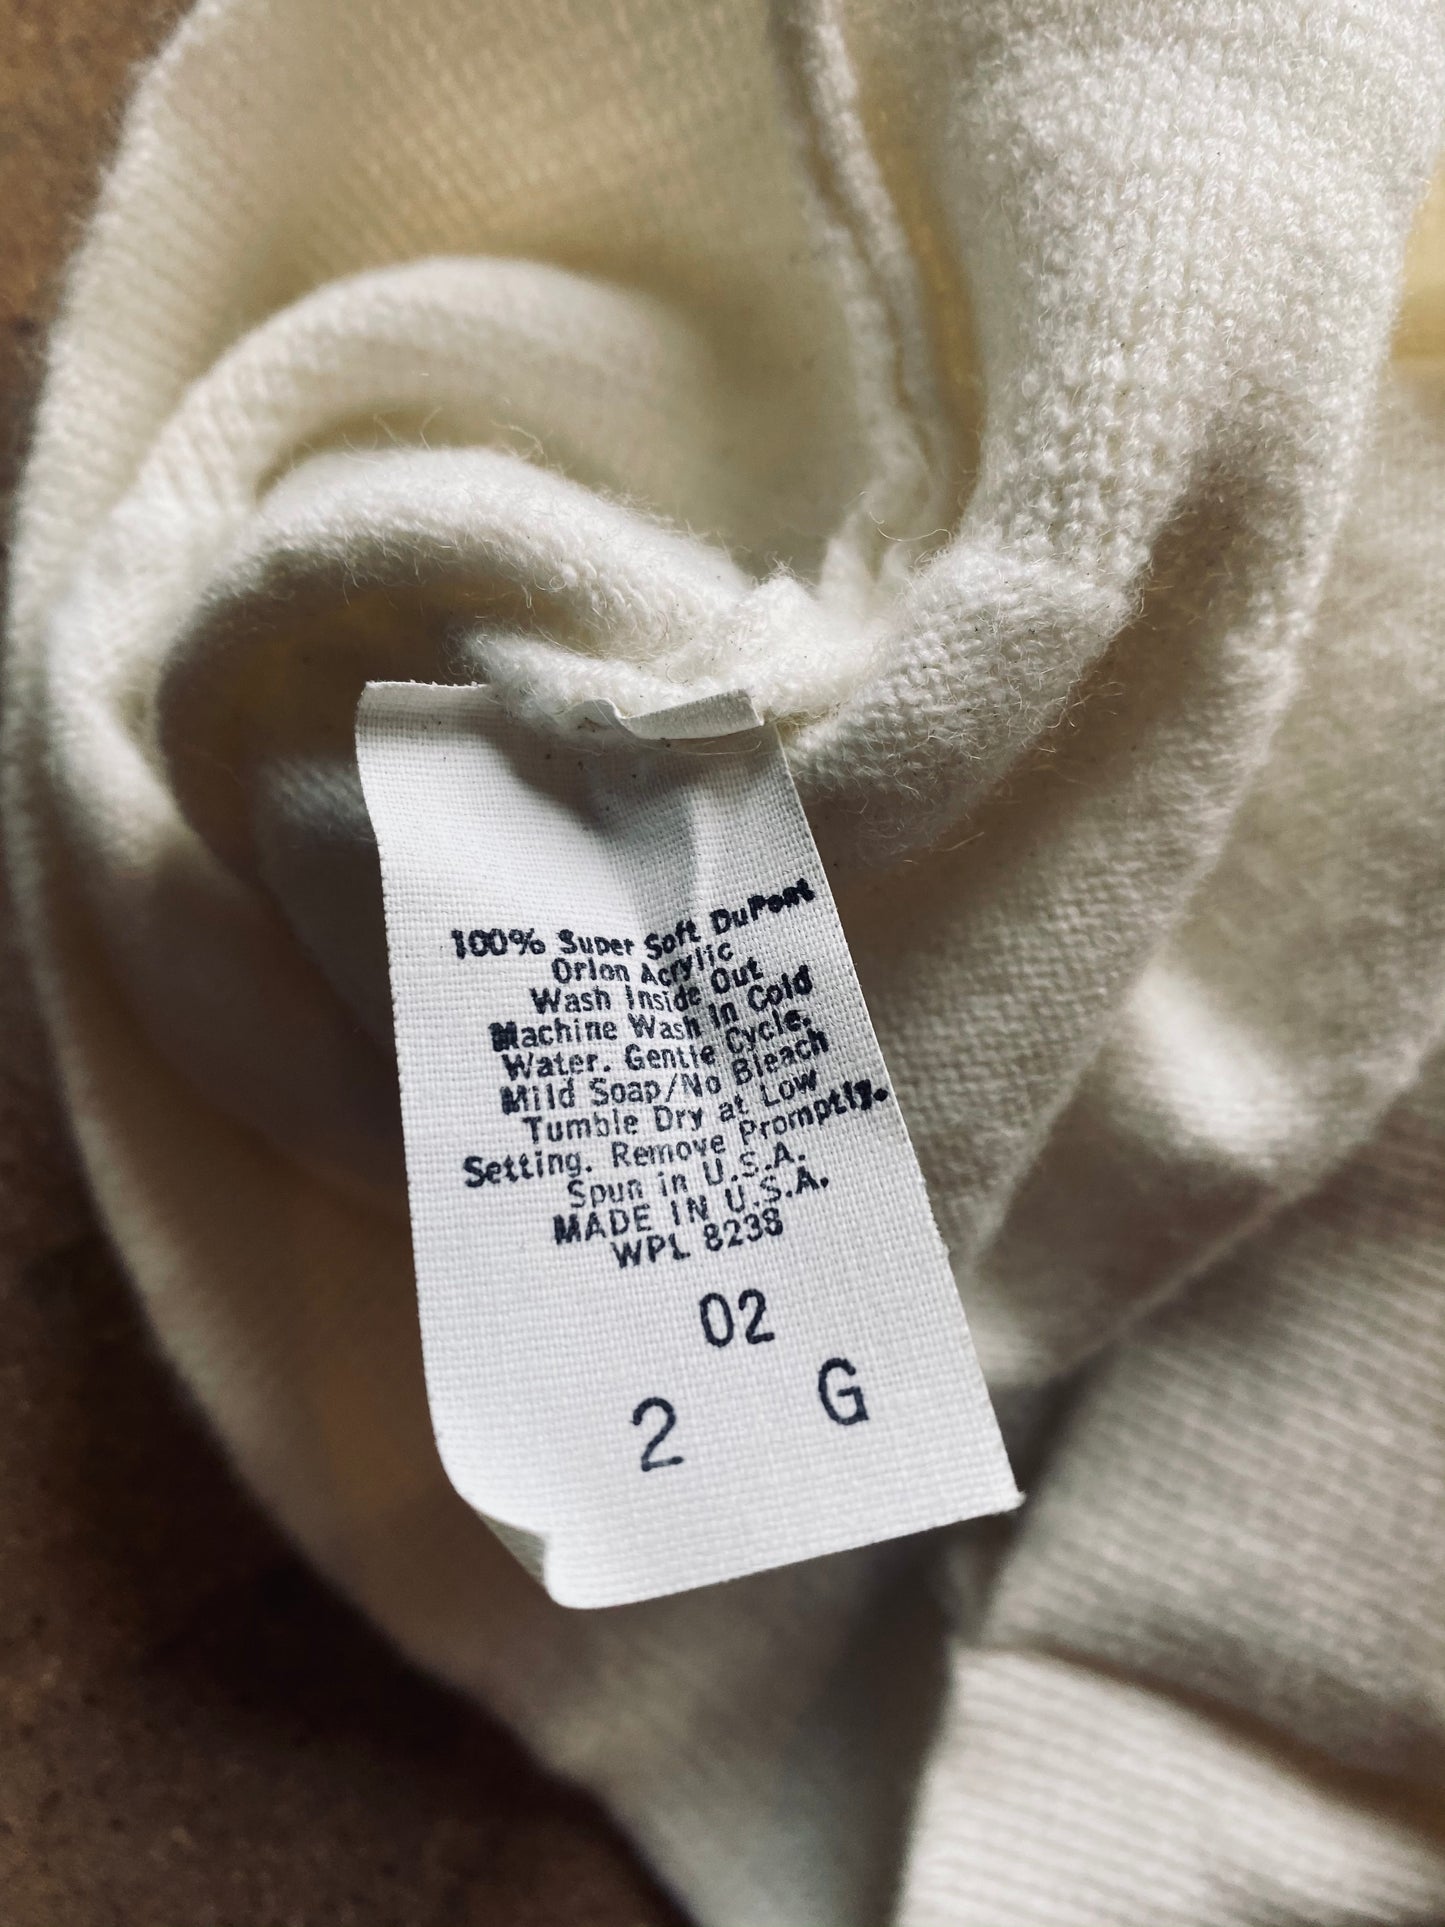 100% Super Soft DuPont
Orlon Acrylic
Wash Inside Out
Machine Wash In Cold
Water. Gentle Cycle.
Mild Soap/No Bleach
Tumble Dry at Low
Setting. Remove Promptly.
Spun in U.S.A.
MADE IN U.S.A.
WPL 8238
02
2 G